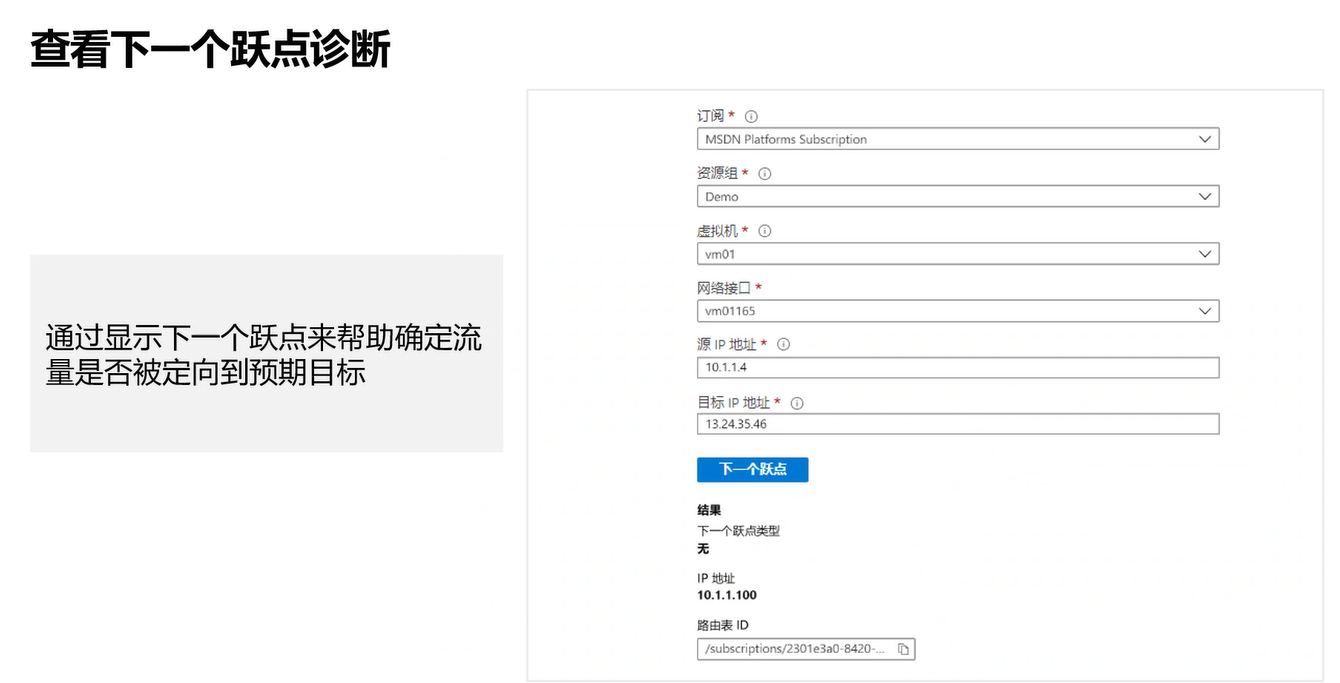 查看下一个跃点诊断
通过显示下一个跃点来帮助确定流
量是否被定向到预期目标
订阅 *
MSDN Platforms Subscription
资源组 *
Demo
虚拟机 *
vm01
网络接口 *
vm01165
源 IP 地址 *
10.1.1.4
目标 IP 地址 *
13.24.35.46
下一个跃点
结果
下一个跃点类型
无
IP 地址
10.1.1.100
路由表 ID
/subscriptions/2301e3a0-8420-...